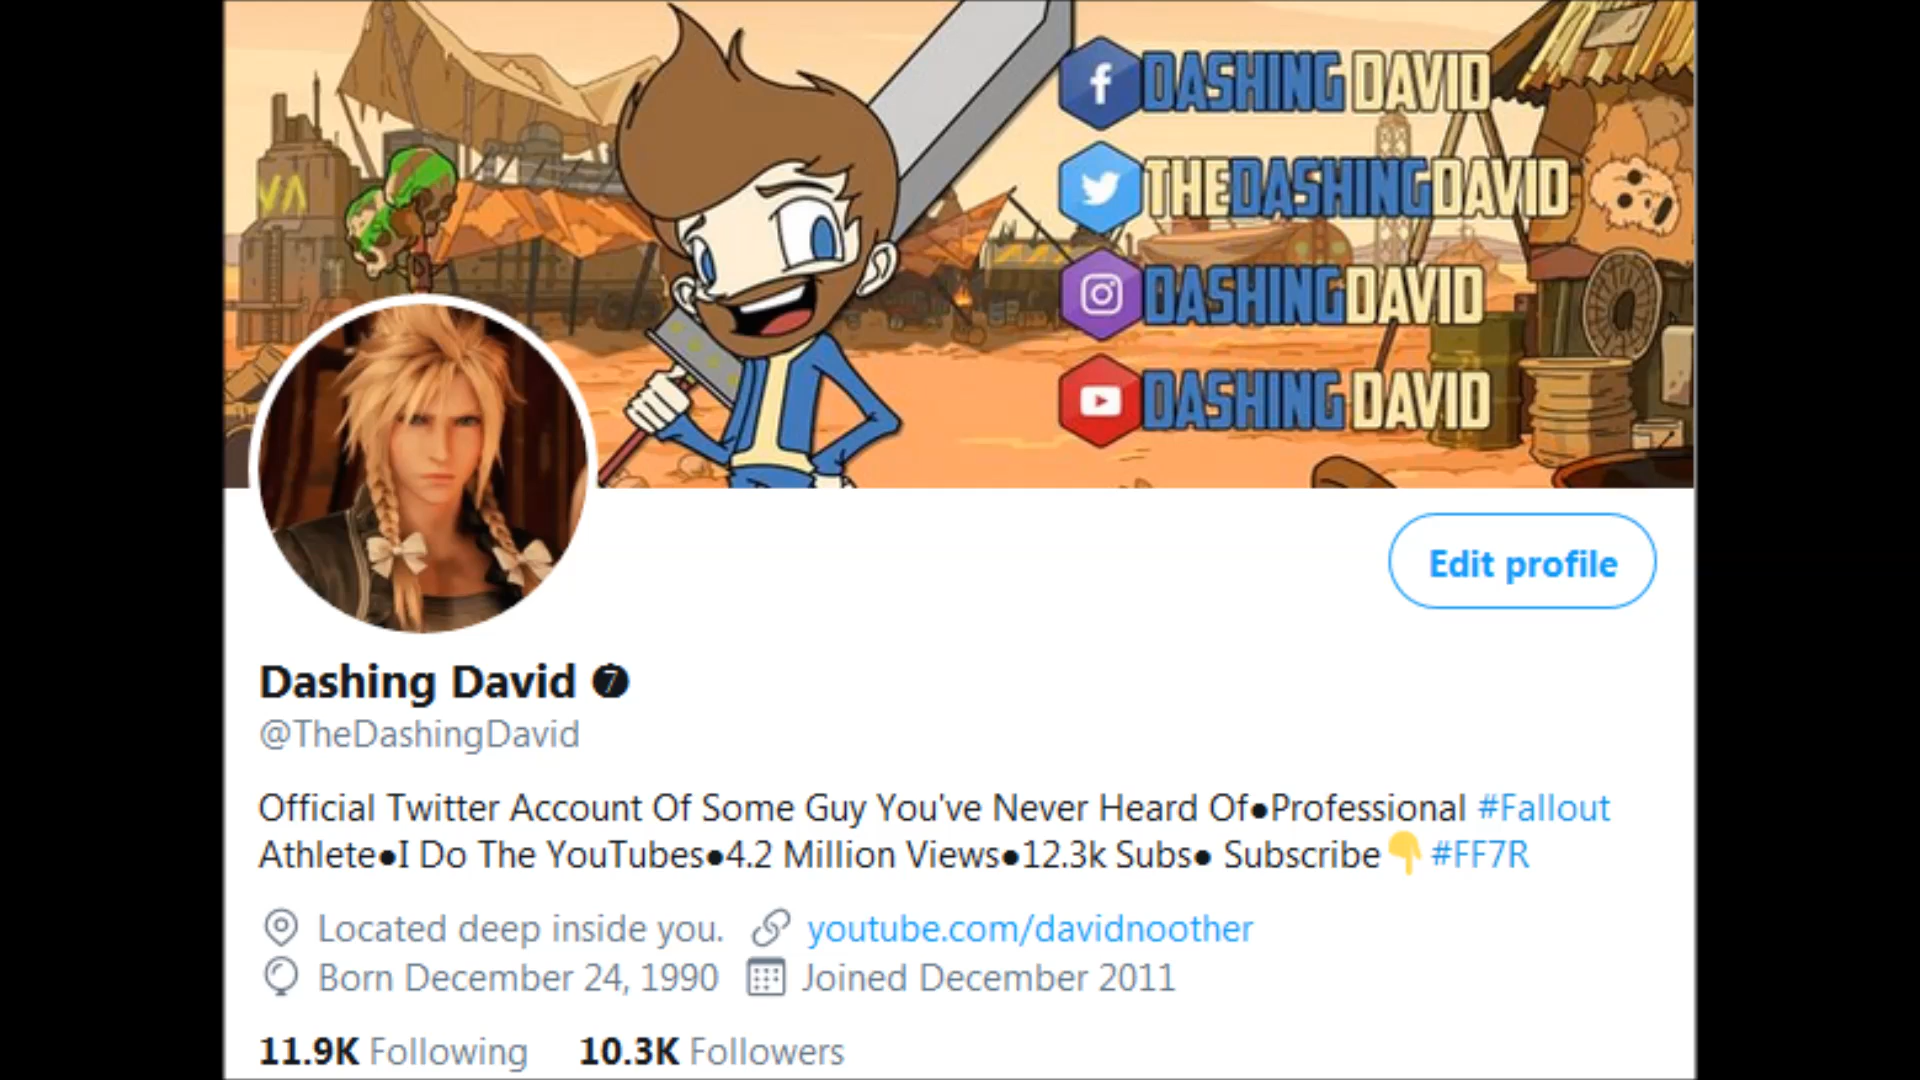 DASHING DAVID
THEDASHINGDAVID
DASHINGDAVID
DASHING DAVID
VA
Edit profile
Dashing David ❼
@TheDashingDavid
Official Twitter Account Of Some Guy You've Never Heard Of●Professional #Fallout
Athlete●I Do The YouTubes●4.2 Million Views●12.3k Subs● Subscribe👇#FF7R
Located deep inside you. youtube.com/davidnoother
Born December 24, 1990 Joined December 2011
11.9K Following 10.3K Followers